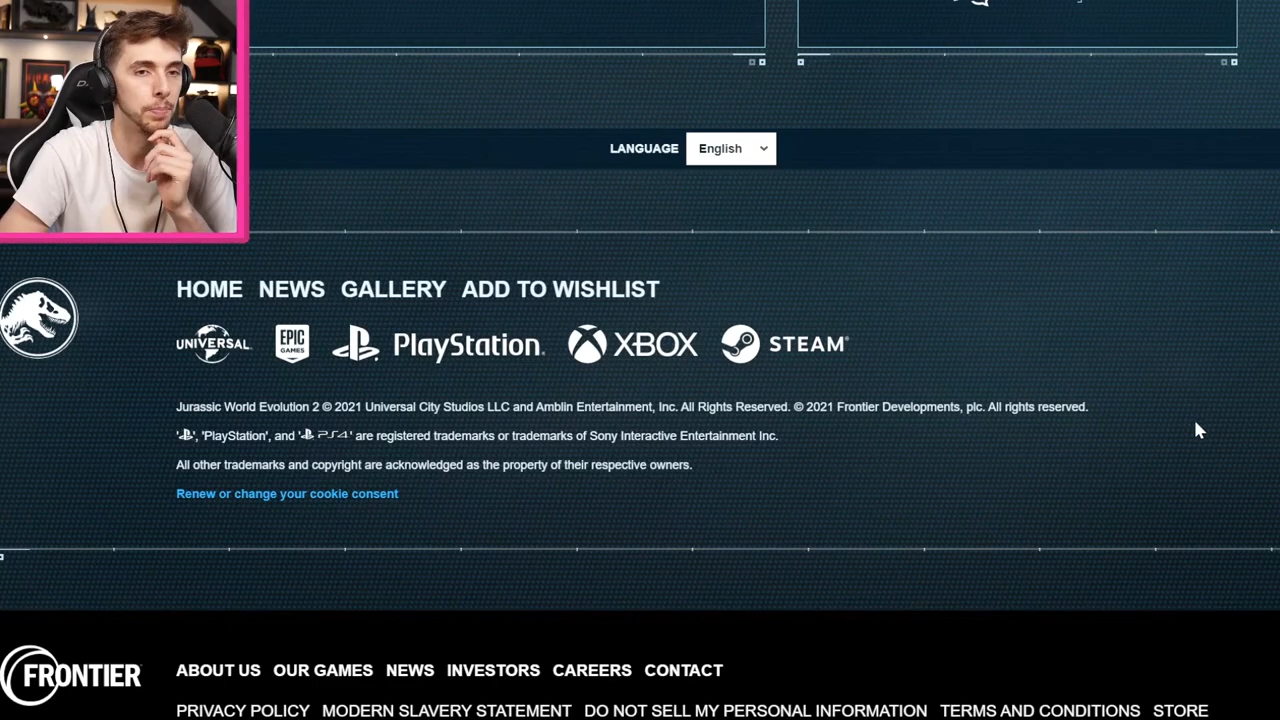 LANGUAGE English
HOME NEWS GALLERY ADD TO WISHLIST
UNIVERSAL EPIC GAMES PlayStation. XBOX STEAM®
Jurassic World Evolution 2 © 2021 Universal City Studios LLC and Amblin Entertainment, Inc. All Rights Reserved. © 2021 Frontier Developments, plc. All rights reserved.
'', 'PlayStation', and 'PS4' are registered trademarks or trademarks of Sony Interactive Entertainment Inc.
All other trademarks and copyright are acknowledged as the property of their respective owners.
Renew or change your cookie consent
FRONTIER ABOUT US OUR GAMES NEWS INVESTORS CAREERS CONTACT
PRIVACY POLICY MODERN SLAVERY STATEMENT DO NOT SELL MY PERSONAL INFORMATION TERMS AND CONDITIONS STORE